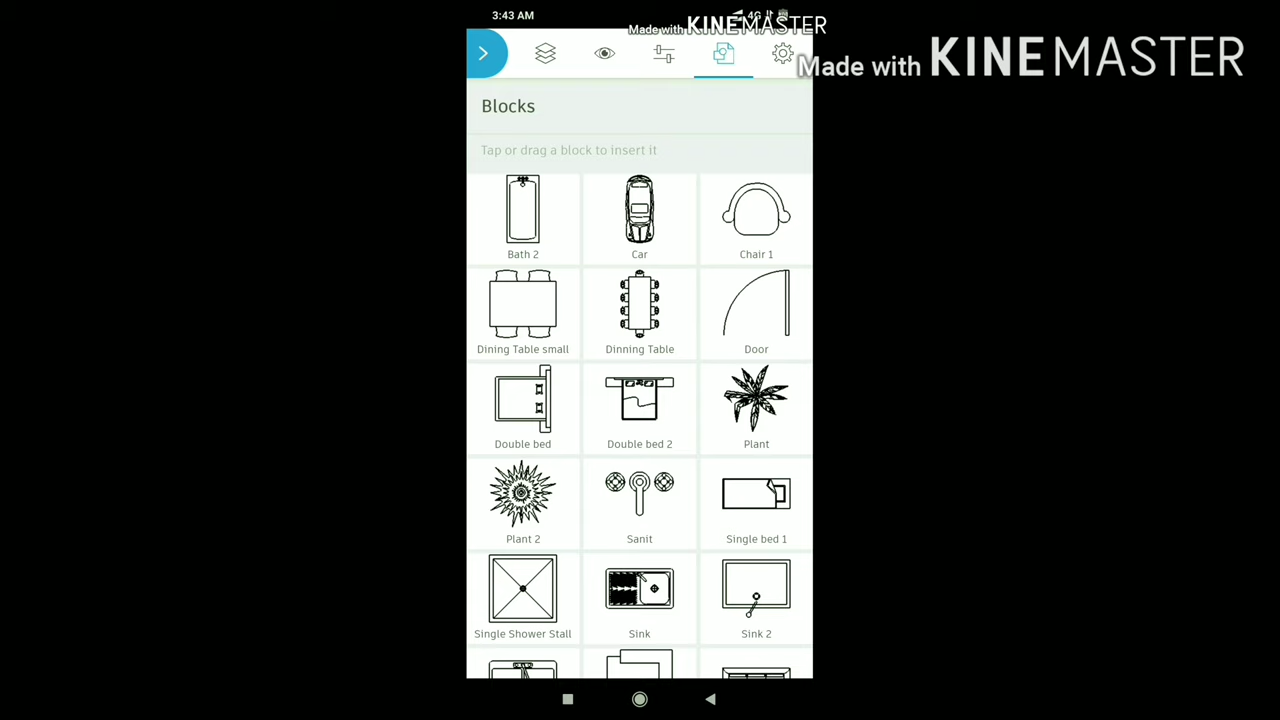 3:43 AM
4G
Made with KINEMASTER
Made with KINEMASTER
Blocks
Tap or drag a block to insert it
Bath 2
Car
Chair 1
Dining Table small
Dinning Table
Door
Double bed
Double bed 2
Plant
Plant 2
Sanit
Single bed 1
Single Shower Stall
Sink
Sink 2